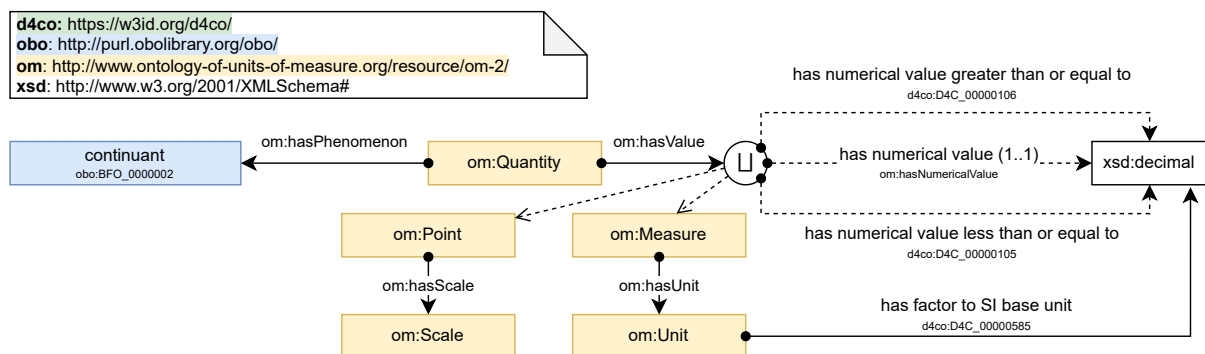 d4co: https://w3id.org/d4co/
obo: http://purl.obolibrary.org/obo/
om: http://www.ontology-of-units-of-measure.org/resource/om-2/
xsd: http://www.w3.org/2001/XMLSchema#
has numerical value greater than or equal to
d4co:D4C_00000106
continuant
obo:BFO_0000002
om:hasPhenomenon
om:Quantity
om:hasValue
⊔
has numerical value (1..1)
om:hasNumericalValue
xsd:decimal
om:Point
om:Measure
has numerical value less than or equal to
d4co:D4C_00000105
om:hasScale
om:hasUnit
om:Scale
om:Unit
has factor to SI base unit
d4co:D4C_00000585